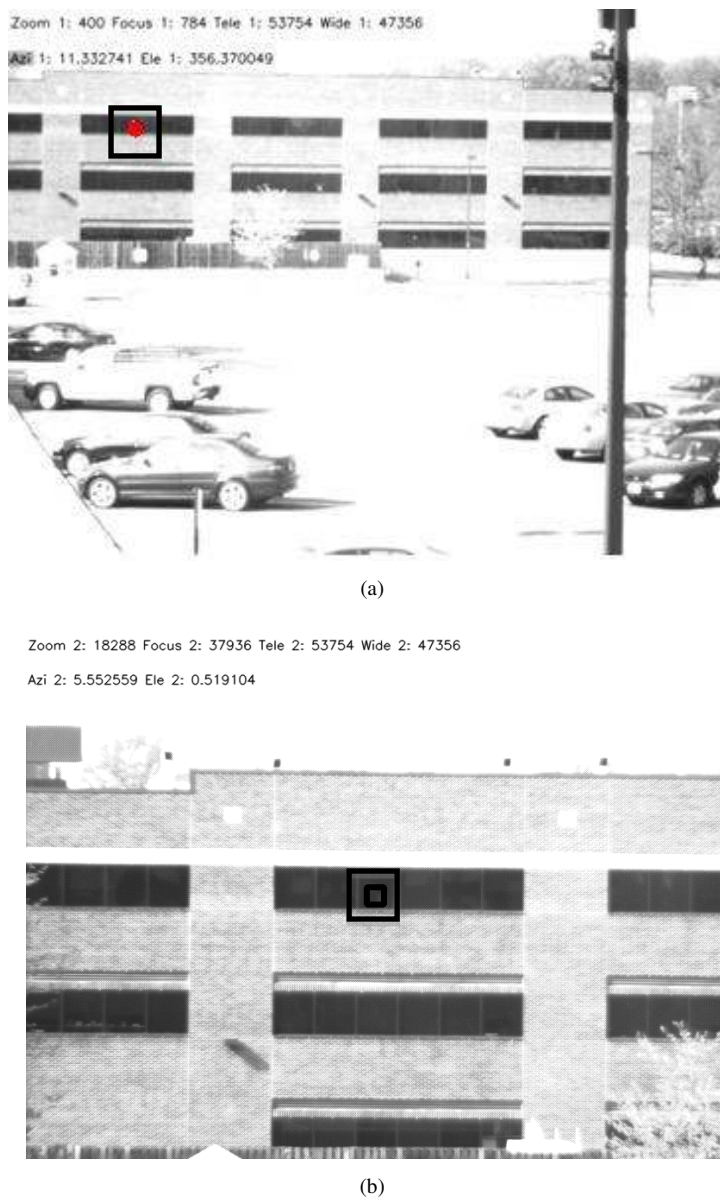 Zoom 1: 400 Focus 1: 784 Tele 1: 53754 Wide 1: 47356
Azi 1: 11.332741 Ele 1: 356.370049
(a)
Zoom 2: 18288 Focus 2: 37936 Tele 2: 53754 Wide 2: 47356
Azi 2: 5.552559 Ele 2: 0.519104
(b)